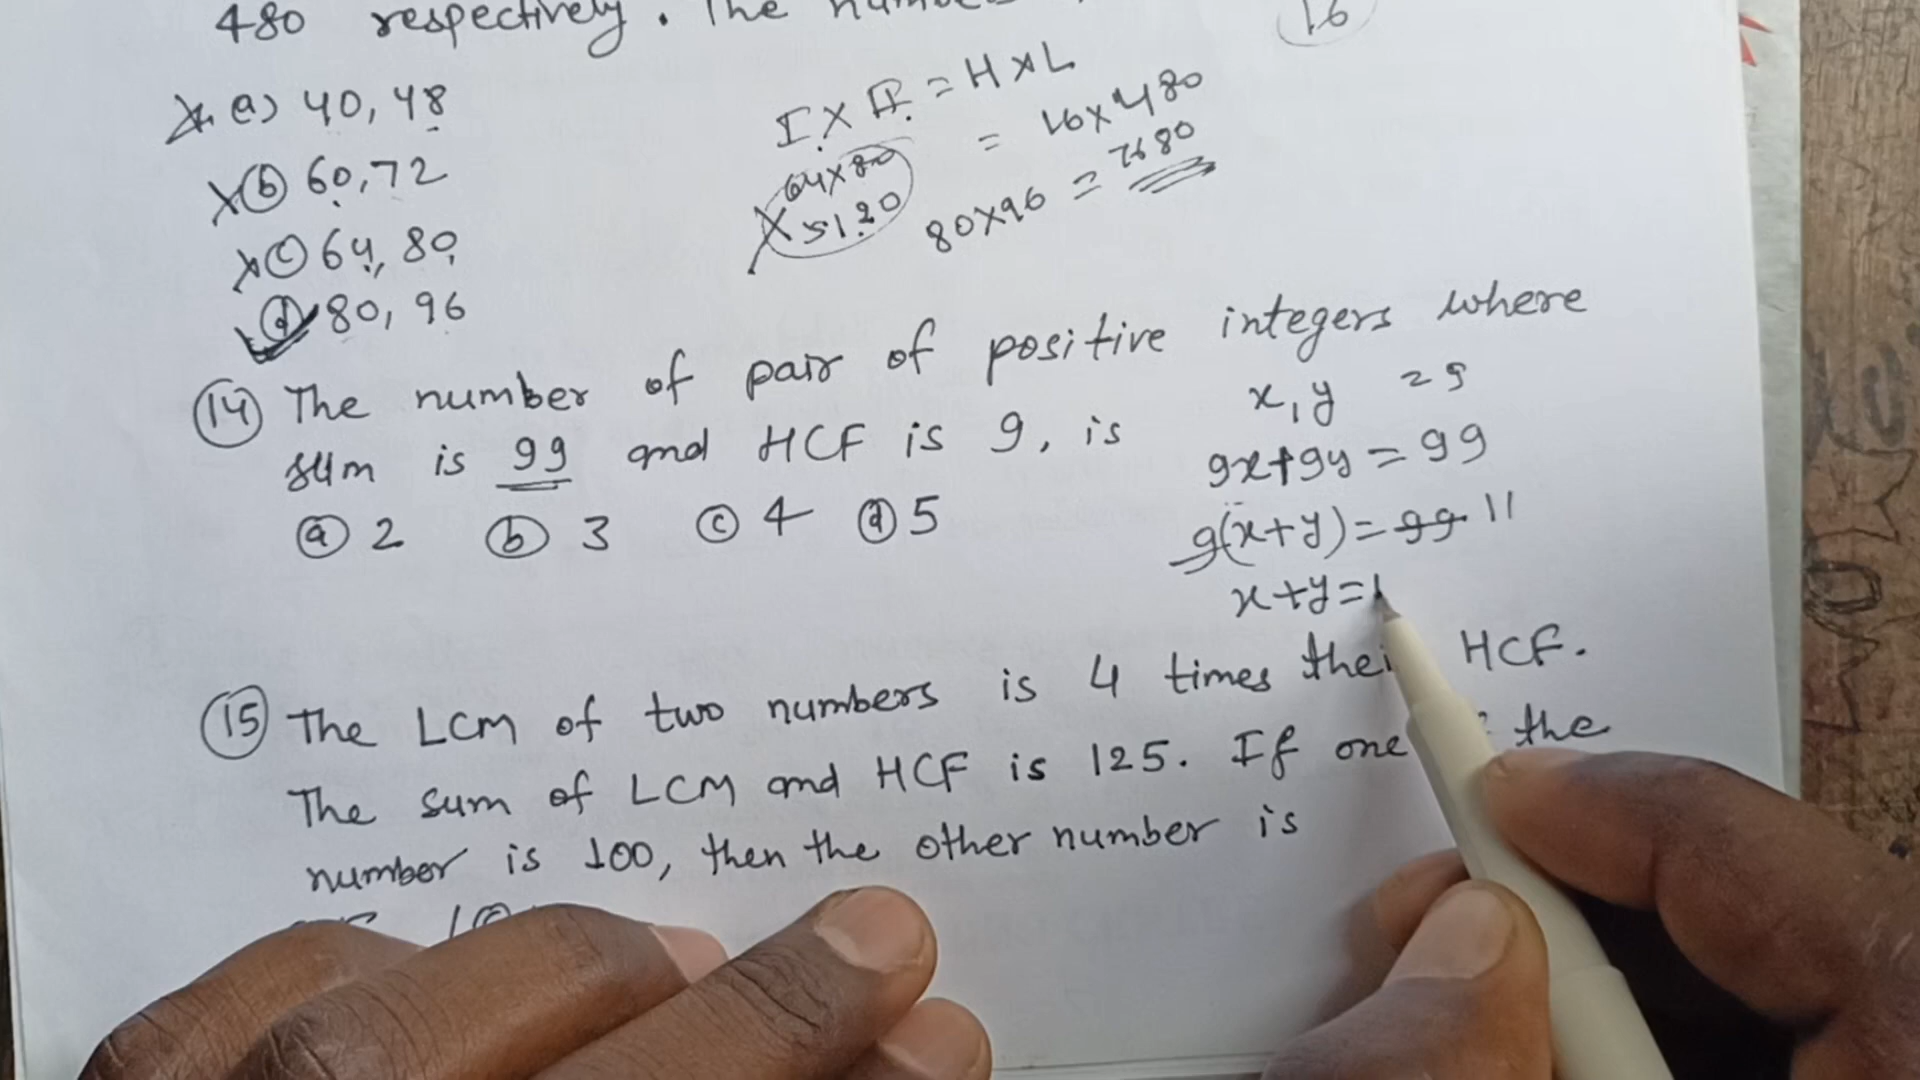 480 respectively. The
16
a) 40, 48
b 60, 72
c 64, 80
d 80, 96
I X II = H X L
= 16 X 480
64 X 80
5120
80 X 96 = 7680
14 The number of pair of positive integers where
sum is 99 and HCF is 9, is
a 2 b 3 c 4 d 5
x, y = 9
9x+9y = 99
9(x+y) = 99 11
x+y =
15 The LCM of two numbers is 4 times their HCF.
The sum of LCM and HCF is 125. If one the
number is 100, then the other number is